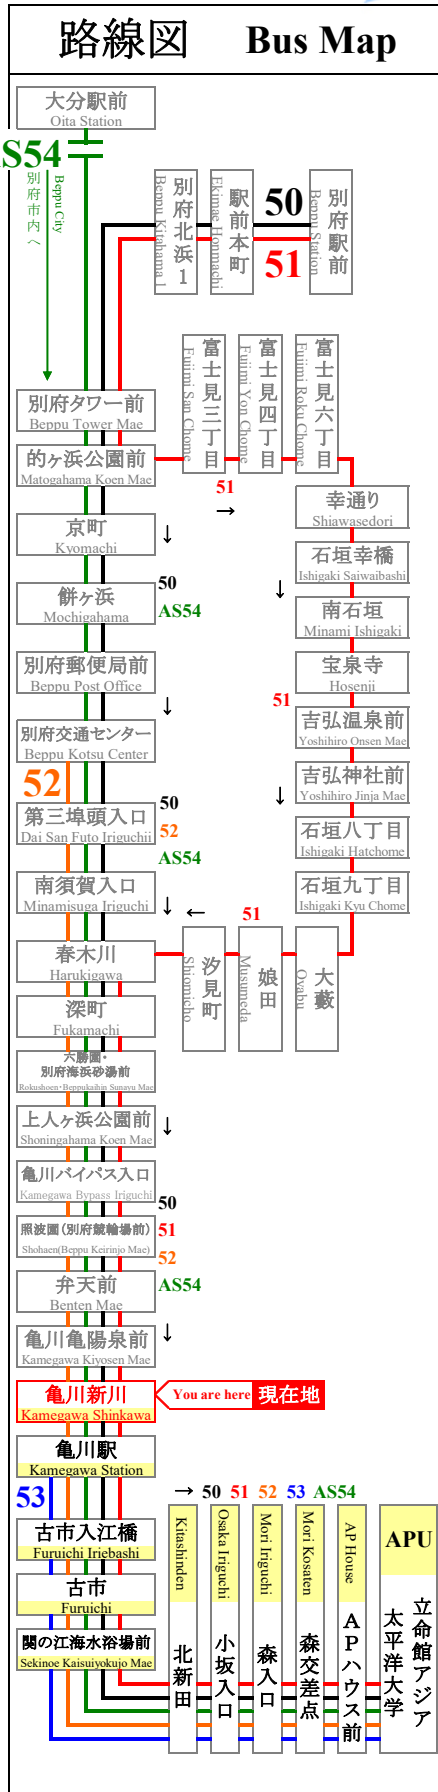 路線図 Bus Map
大分駅前
Oita Station
AS54
Beppu City
別府市内へ
別府北浜1
Beppu Kitahama 1
駅前本町
Ekimae Honmachi
50
51
別府駅前
Beppu Station
別府タワー前
Beppu Tower Mae
的ヶ浜公園前
Matogahama Koen Mae
富士見三丁目
Fujimi San Chome
富士見四丁目
Fujimi Yon Chome
富士見六丁目
Fujimi Roku Chome
51
→
幸通り
Shiawasedori
京町
Kyomachi
↓
石垣幸橋
Ishigaki Saiwaibashi
餅ヶ浜
Mochigahama
50
AS54
↓
南石垣
Minami Ishigaki
別府郵便局前
Beppu Post Office
宝泉寺
Hosenji
↓
51
別府交通センター
Beppu Kotsu Center
吉弘温泉前
Yoshihiro Onsen Mae
52
吉弘神社前
Yoshihiro Jinja Mae
↓
第三埠頭入口
Dai San Futo Iriguchii
50
52
AS54
石垣八丁目
Ishigaki Hatchome
南須賀入口
Minamisuga Iriguchi
↓
石垣九丁目
Ishigaki Kyu Chome
← 51
春木川
Harukigawa
汐見町
Shiomicho
娘田
Musumeda
大藪
Oyabu
深町
Fukamachi
六勝園・
別府海浜砂湯前
Rokushoen・Beppukaihin Sunayu Mae
上人ヶ浜公園前
Shoningahama Koen Mae
↓
亀川バイパス入口
Kamegawa Bypass Iriguchi
50
51
52
AS54
照波園(別府競輪場前)
Shohaen(Beppu Keirinjo Mae)
弁天前
Benten Mae
亀川亀陽泉前
Kamegawa Kiyosen Mae
↓
亀川新川
Kamegawa Shinkawa
You are here 現在地
亀川駅
Kamegawa Station
53
→ 50 51 52 53 AS54
古市入江橋
Furuichi Iriebashi
古市
Furuichi
関の江海水浴場前
Sekinoe Kaisuiyokujo Mae
Kitashinden
北新田
Osaka Iriguchi
小坂入口
Mori Iriguchi
森入口
Mori Kosaten
森交差点
AP House
APハウス前
APU
立命館アジア
太平洋大学